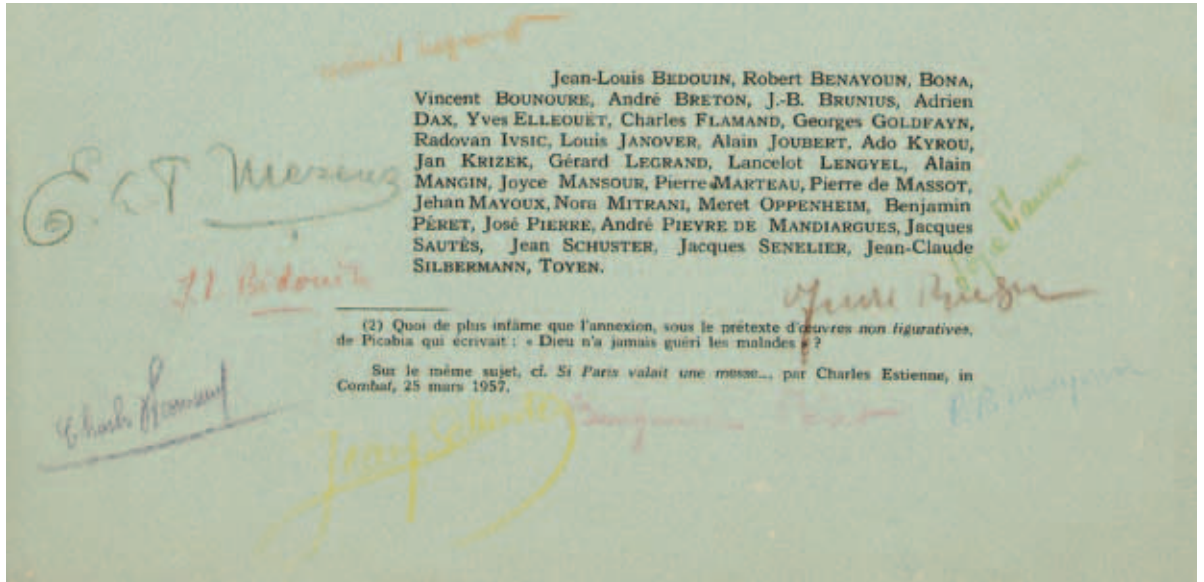 Gérard Legrand
Jean-Louis BEDOUIN, Robert BENAYOUN, BONA,
Vincent BOUNOURE, André BRETON, J.-B. BRUNIUS, Adrien
DAX, Yves ELLEOUËT, Charles FLAMAND, Georges GOLDFAYN,
Radovan IVSIC, Louis JANOVER, Alain JOUBERT, Ado KYROU,
Jan KRIZEK, Gérard LEGRAND, Lancelot LENGYEL, Alain
MANGIN, Joyce MANSOUR, Pierre MARTEAU, Pierre de MASSOT,
Jehan MAYOUX, Nora MITRANI, Meret OPPENHEIM, Benjamin
PÉRET, José PIERRE, André PIEYRE DE MANDIARGUES, Jacques
SAUTÈS, Jean SCHUSTER, Jacques SENELIER, Jean-Claude
SILBERMANN, TOYEN.
E.L.T Mesens
Joyce Mansour
J.L. Bédouin
André Breton
(2) Quoi de plus infâme que l'annexion, sous le prétexte d'œuvres non figuratives,
de Picabia qui écrivait : « Dieu n'a jamais guéri les malades » ?
Sur le même sujet, cf. Si Paris valait une messe..., par Charles Estienne, in
Combat, 25 mars 1957.
Charles Flamand
Jean Schuster
Benjamin Péret
R. Benayoun